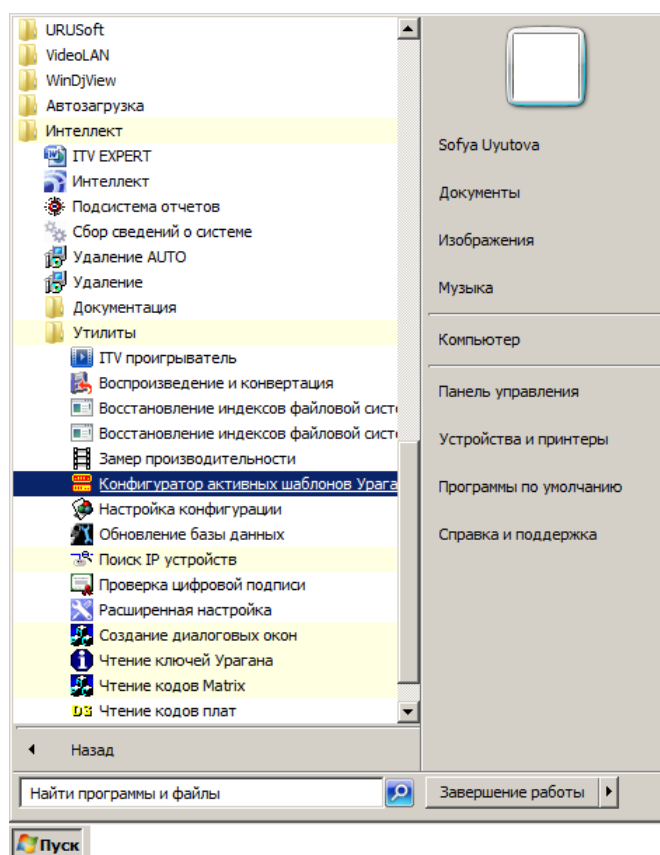 URUSoft
VideoLAN
WinDjView
Автозагрузка
Интеллект
ITV EXPERT
Интеллект
Подсистема отчетов
Сбор сведений о системе
Удаление AUTO
Удаление
Документация
Утилиты
ITV проигрыватель
Воспроизведение и конвертация
Восстановление индексов файловой сист
Восстановление индексов файловой сист
Замер производительности
Конфигуратор активных шаблонов Урага
Настройка конфигурации
Обновление базы данных
Поиск IP устройств
Проверка цифровой подписи
Расширенная настройка
Создание диалоговых окон
Чтение ключей Урагана
Чтение кодов Matrix
Чтение кодов плат
Назад
Найти программы и файлы
Sofya Uyutova
Документы
Изображения
Музыка
Компьютер
Панель управления
Устройства и принтеры
Программы по умолчанию
Справка и поддержка
Завершение работы
Пуск